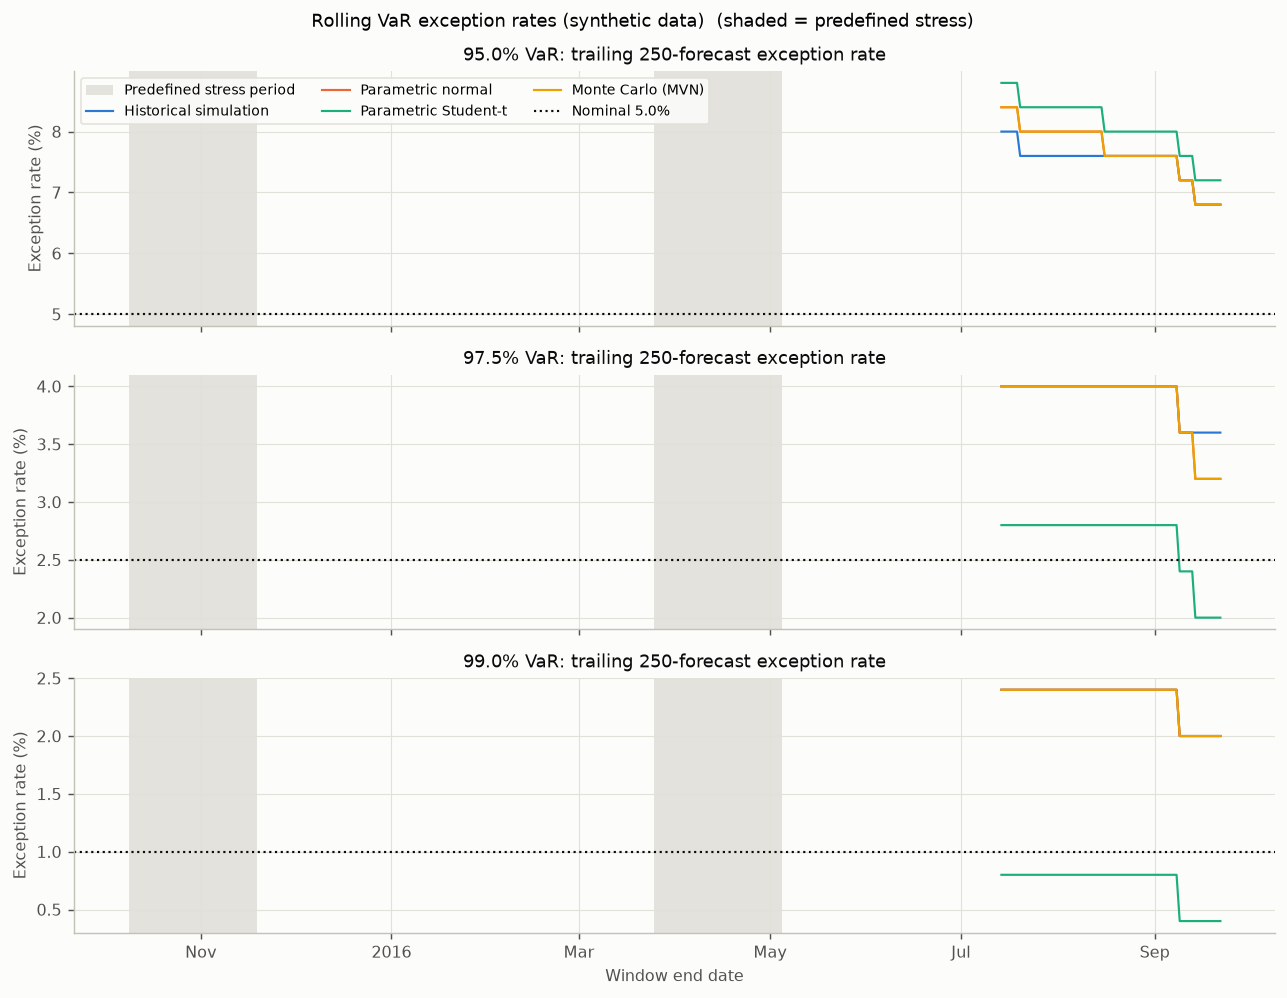 Rolling VaR exception rates (synthetic data)  (shaded = predefined stress)
95.0% VaR: trailing 250-forecast exception rate
Predefined stress period
Historical simulation
Parametric normal
Parametric Student-t
Monte Carlo (MVN)
Nominal 5.0%
Exception rate (%)
8
7
6
5
97.5% VaR: trailing 250-forecast exception rate
Exception rate (%)
4.0
3.5
3.0
2.5
2.0
99.0% VaR: trailing 250-forecast exception rate
Exception rate (%)
2.5
2.0
1.5
1.0
0.5
Nov
2016
Mar
May
Jul
Sep
Window end date